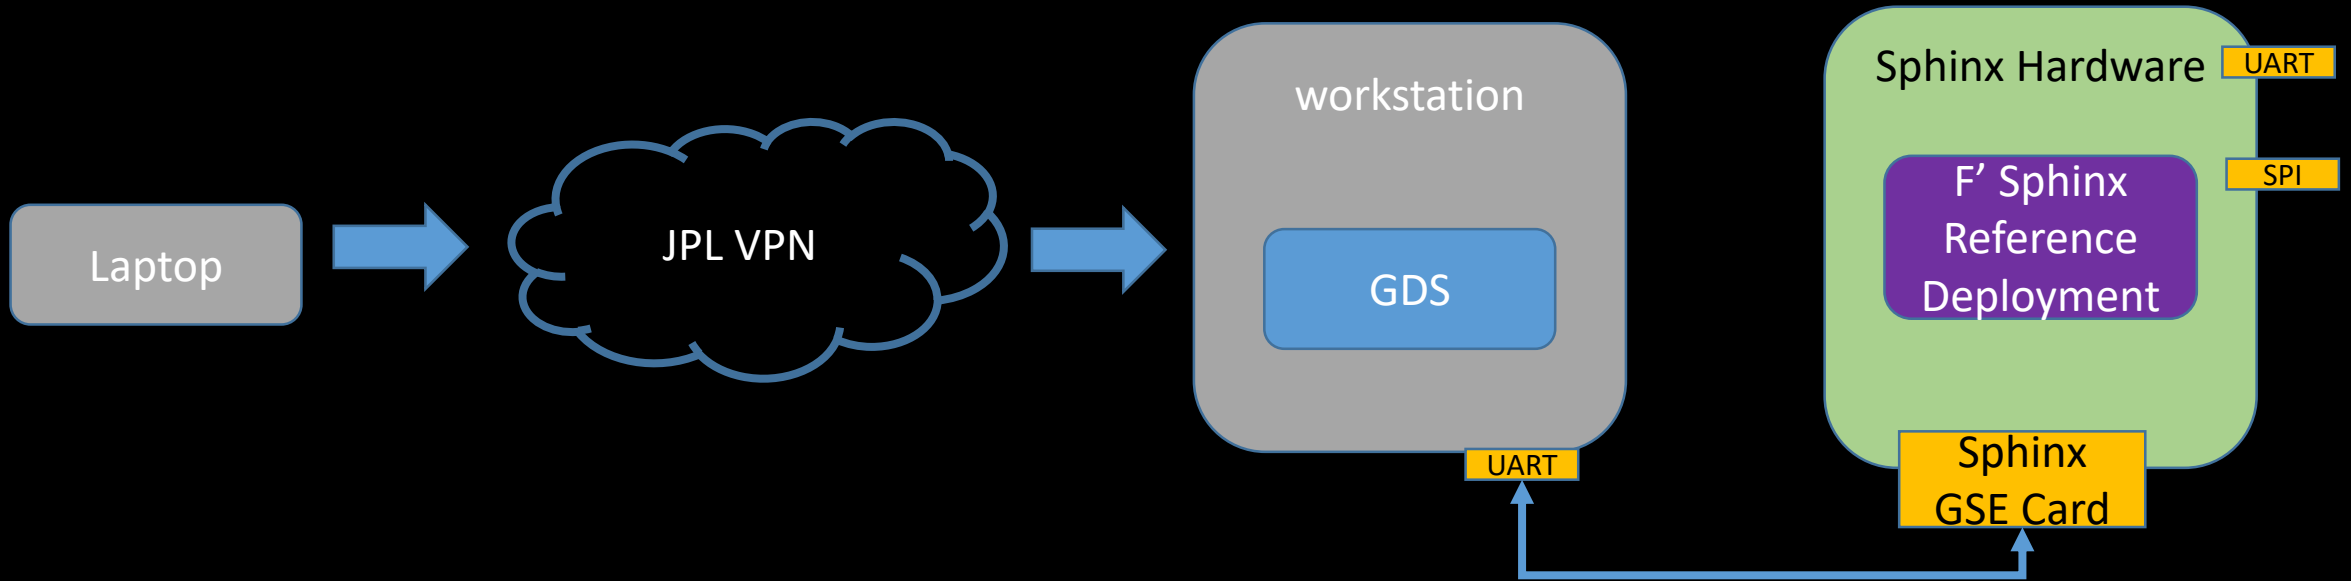 Laptop
JPL VPN
workstation
GDS
UART
Sphinx Hardware
UART
SPI
F’ Sphinx
Reference
Deployment
Sphinx
GSE Card